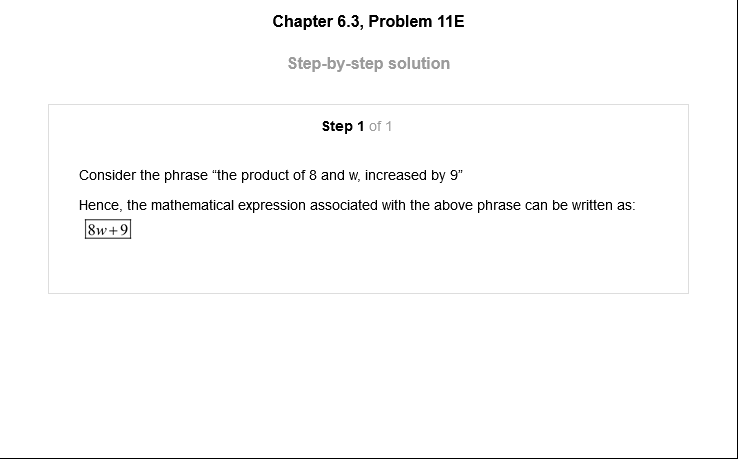 Chapter 6.3, Problem 11E
Step-by-step solution
Step 1 of 1
Consider the phrase “the product of 8 and w, increased by 9”
Hence, the mathematical expression associated with the above phrase can be written as:
8w+9